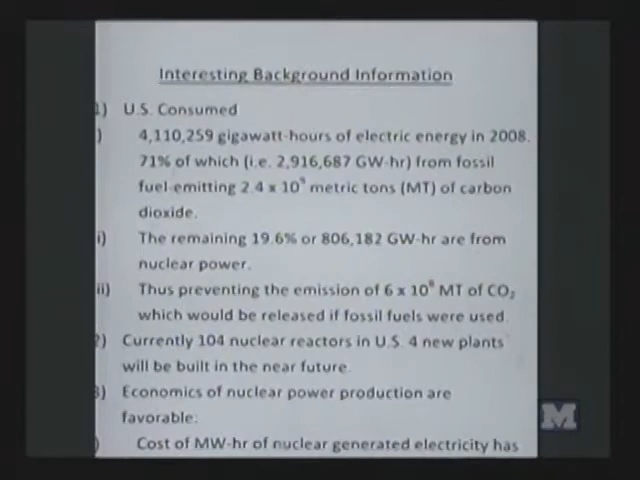 Interesting Background Information
1) U.S. Consumed
) 4,110,259 gigawatt-hours of electric energy in 2008.
71% of which (i.e. 2,916,687 GW-hr) from fossil
fuel emitting 2.4 x 10⁹ metric tons (MT) of carbon
dioxide.
i) The remaining 19.6% or 806,182 GW-hr are from
nuclear power.
ii) Thus preventing the emission of 6 x 10⁸ MT of CO₂
which would be released if fossil fuels were used.
2) Currently 104 nuclear reactors in U.S. 4 new plants
will be built in the near future.
3) Economics of nuclear power production are
favorable:
) Cost of MW-hr of nuclear generated electricity has
M